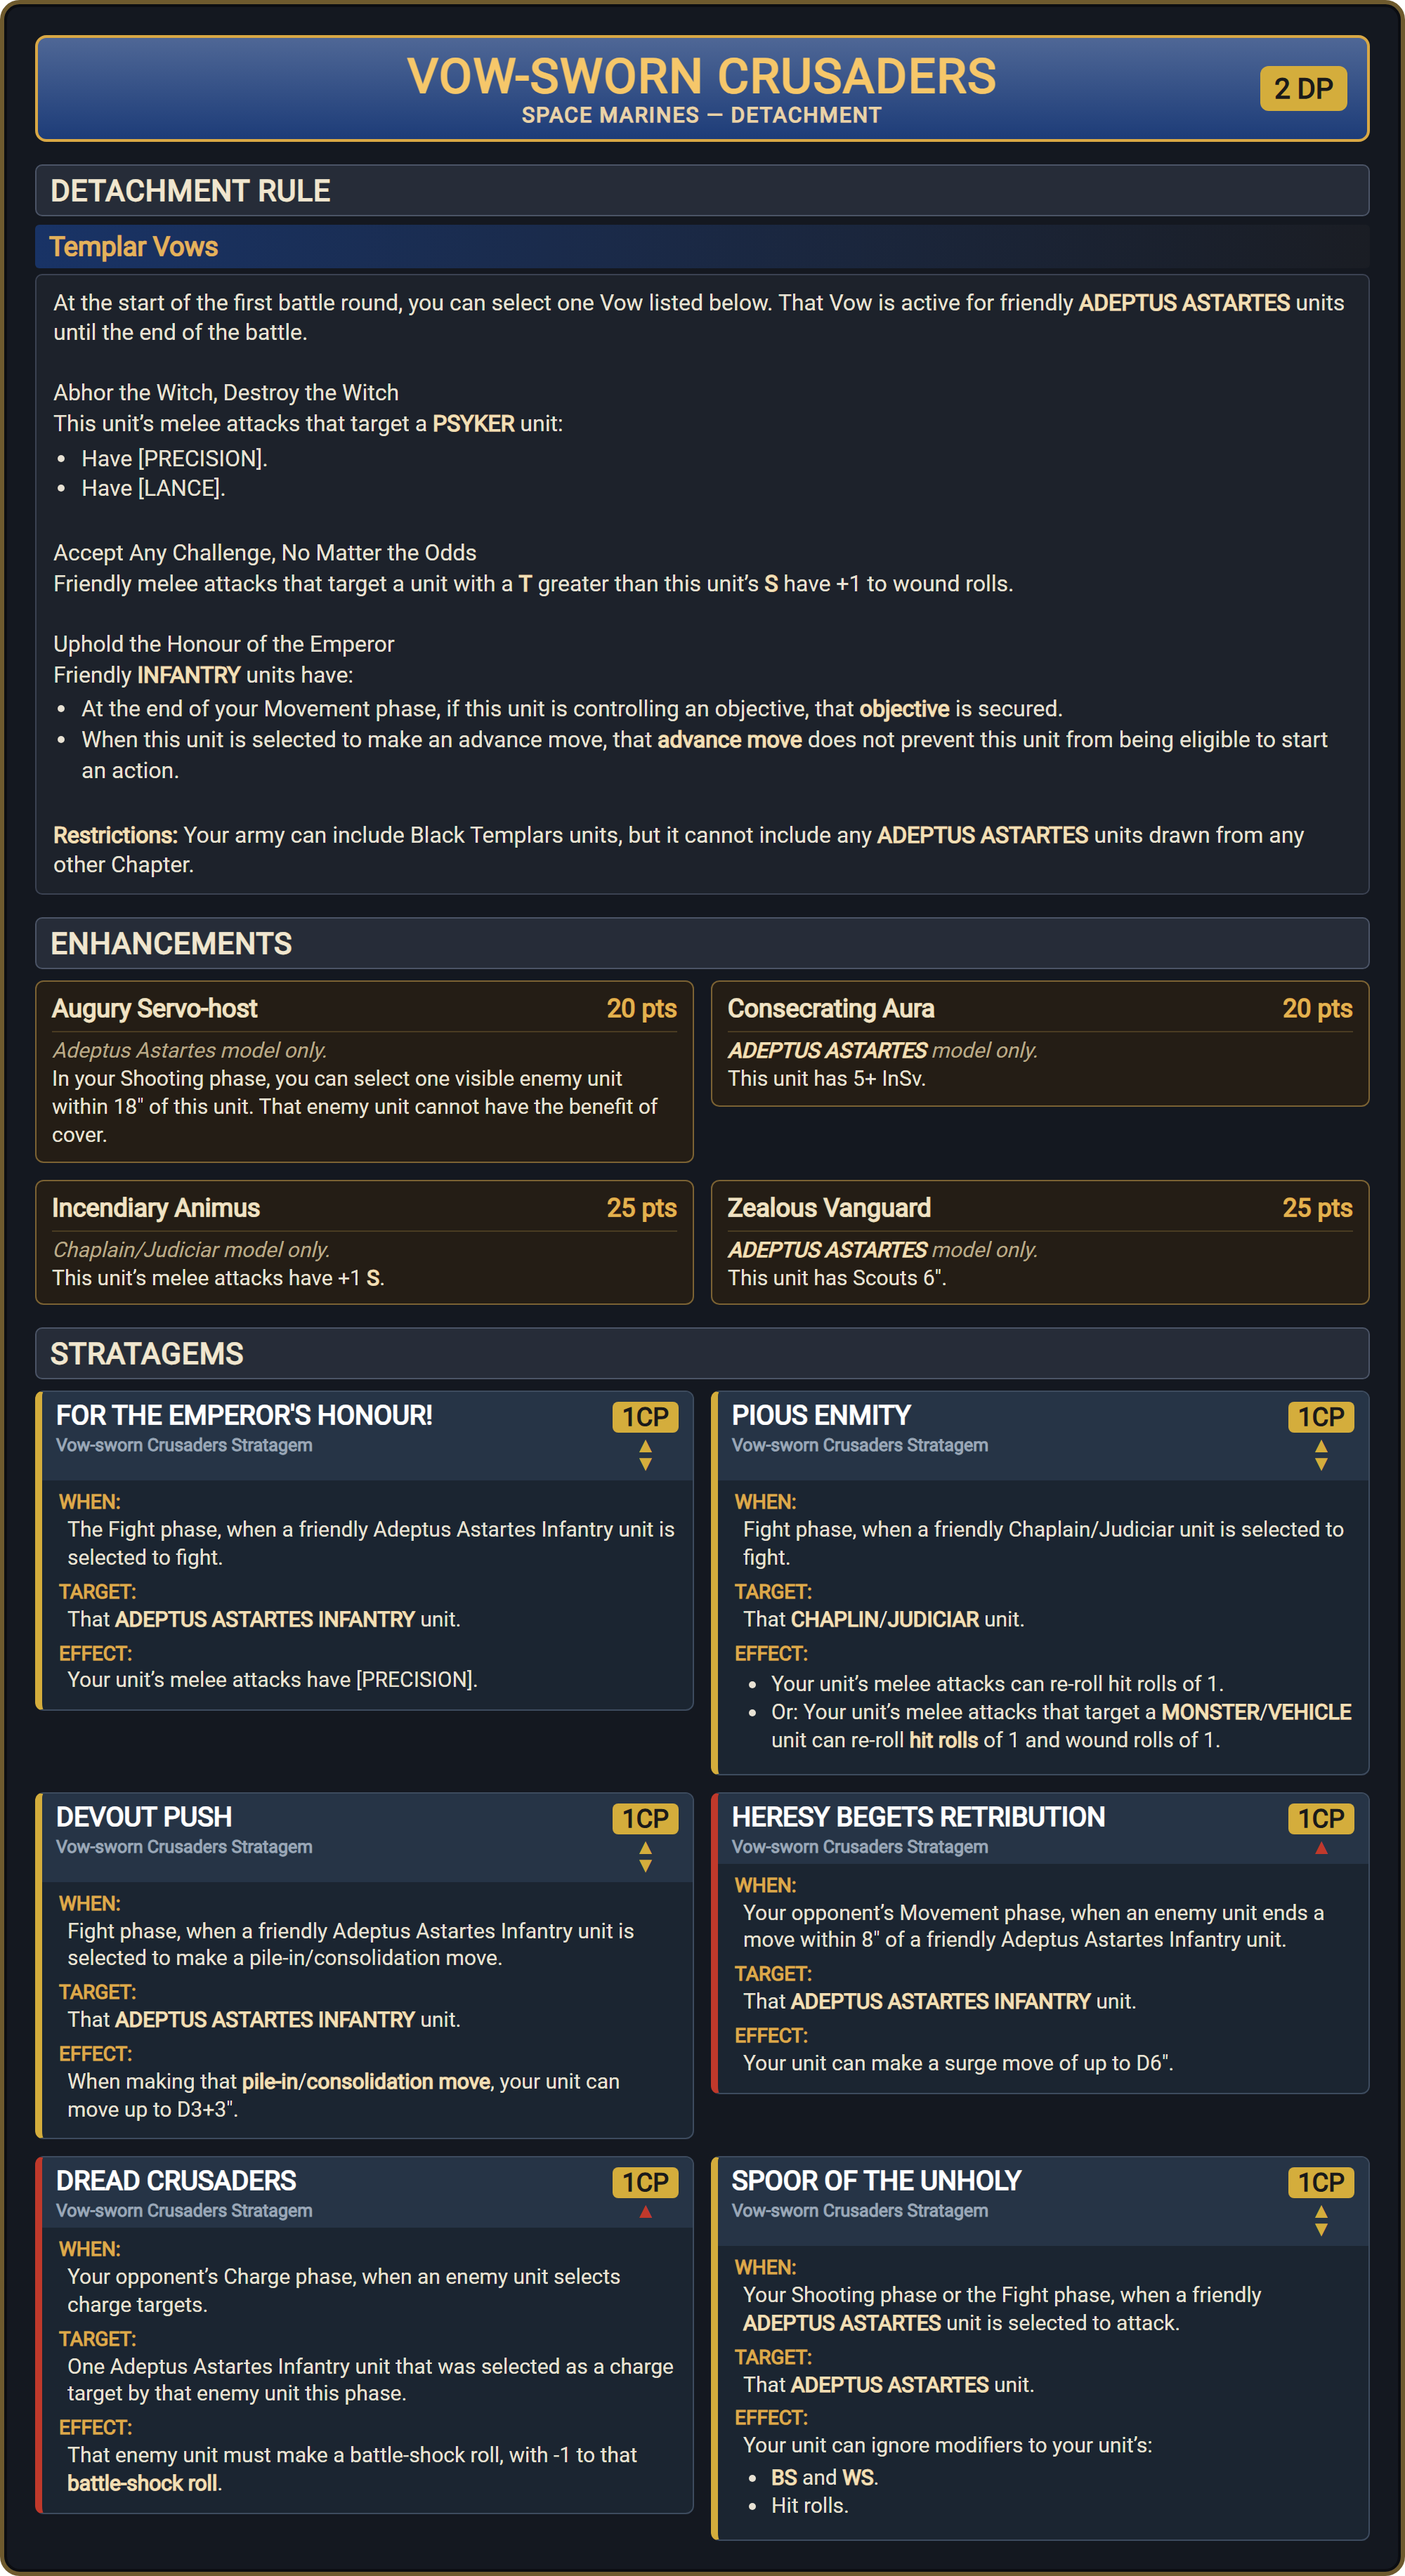 VOW-SWORN CRUSADERS
SPACE MARINES — DETACHMENT
2 DP
DETACHMENT RULE
Templar Vows
At the start of the first battle round, you can select one Vow listed below. That Vow is active for friendly ADEPTUS ASTARTES units
until the end of the battle.
Abhor the Witch, Destroy the Witch
This unit’s melee attacks that target a PSYKER unit:
• Have [PRECISION].
• Have [LANCE].
Accept Any Challenge, No Matter the Odds
Friendly melee attacks that target a unit with a T greater than this unit’s S have +1 to wound rolls.
Uphold the Honour of the Emperor
Friendly INFANTRY units have:
• At the end of your Movement phase, if this unit is controlling an objective, that objective is secured.
• When this unit is selected to make an advance move, that advance move does not prevent this unit from being eligible to start
an action.
Restrictions: Your army can include Black Templars units, but it cannot include any ADEPTUS ASTARTES units drawn from any
other Chapter.
ENHANCEMENTS
Augury Servo-host 20 pts
Adeptus Astartes model only.
In your Shooting phase, you can select one visible enemy unit
within 18" of this unit. That enemy unit cannot have the benefit of
cover.
Consecrating Aura 20 pts
ADEPTUS ASTARTES model only.
This unit has 5+ InSv.
Incendiary Animus 25 pts
Chaplain/Judiciar model only.
This unit’s melee attacks have +1 S.
Zealous Vanguard 25 pts
ADEPTUS ASTARTES model only.
This unit has Scouts 6".
STRATAGEMS
FOR THE EMPEROR'S HONOUR! 1CP
Vow-sworn Crusaders Stratagem
WHEN:
The Fight phase, when a friendly Adeptus Astartes Infantry unit is
selected to fight.
TARGET:
That ADEPTUS ASTARTES INFANTRY unit.
EFFECT:
Your unit’s melee attacks have [PRECISION].
PIOUS ENMITY 1CP
Vow-sworn Crusaders Stratagem
WHEN:
Fight phase, when a friendly Chaplain/Judiciar unit is selected to
fight.
TARGET:
That CHAPLIN/JUDICIAR unit.
EFFECT:
• Your unit’s melee attacks can re-roll hit rolls of 1.
• Or: Your unit’s melee attacks that target a MONSTER/VEHICLE
unit can re-roll hit rolls of 1 and wound rolls of 1.
DEVOUT PUSH 1CP
Vow-sworn Crusaders Stratagem
WHEN:
Fight phase, when a friendly Adeptus Astartes Infantry unit is
selected to make a pile-in/consolidation move.
TARGET:
That ADEPTUS ASTARTES INFANTRY unit.
EFFECT:
When making that pile-in/consolidation move, your unit can
move up to D3+3".
HERESY BEGETS RETRIBUTION 1CP
Vow-sworn Crusaders Stratagem
WHEN:
Your opponent’s Movement phase, when an enemy unit ends a
move within 8" of a friendly Adeptus Astartes Infantry unit.
TARGET:
That ADEPTUS ASTARTES INFANTRY unit.
EFFECT:
Your unit can make a surge move of up to D6".
DREAD CRUSADERS 1CP
Vow-sworn Crusaders Stratagem
WHEN:
Your opponent’s Charge phase, when an enemy unit selects
charge targets.
TARGET:
One Adeptus Astartes Infantry unit that was selected as a charge
target by that enemy unit this phase.
EFFECT:
That enemy unit must make a battle-shock roll, with -1 to that
battle-shock roll.
SPOOR OF THE UNHOLY 1CP
Vow-sworn Crusaders Stratagem
WHEN:
Your Shooting phase or the Fight phase, when a friendly
ADEPTUS ASTARTES unit is selected to attack.
TARGET:
That ADEPTUS ASTARTES unit.
EFFECT:
Your unit can ignore modifiers to your unit’s:
• BS and WS.
• Hit rolls.